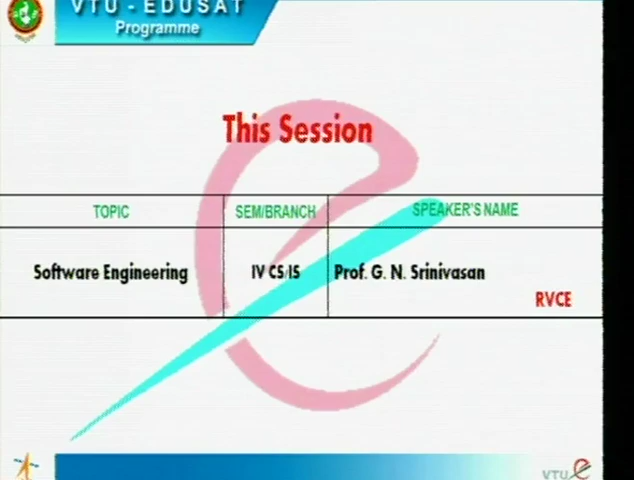 VTU - EDUSAT
Programme
This Session
TOPIC SEM/BRANCH SPEAKER'S NAME
Software Engineering IV CS/IS Prof. G. N. Srinivasan
RVCE
VTU e